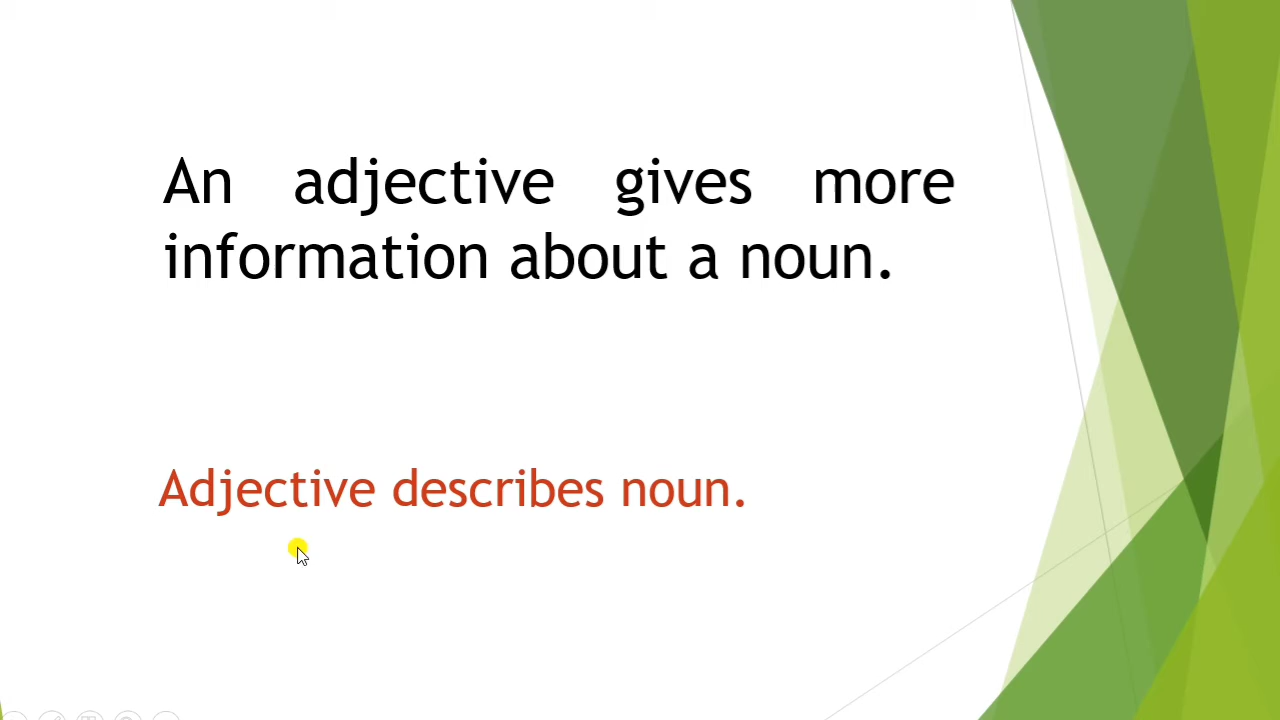 An adjective gives more
information about a noun.
Adjective describes noun.